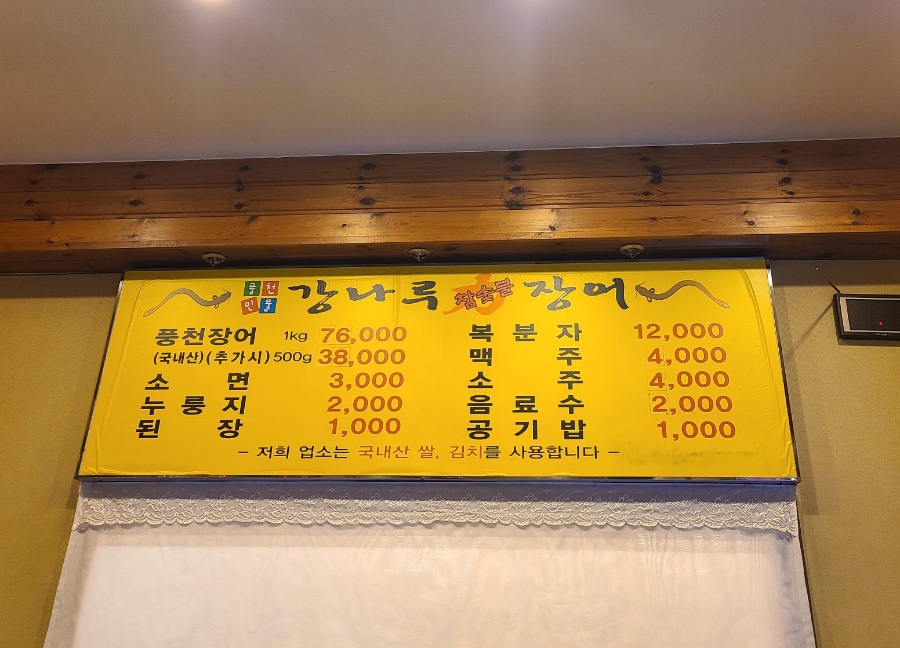 풍천민물 강나루 참숯불 장어
풍천장어 1kg 76,000
(국내산)(추가시) 500g 38,000
소면 3,000
누룽지 2,000
된장 1,000
복분자 12,000
맥주 4,000
소주 4,000
음료수 2,000
공기밥 1,000
- 저희 업소는 국내산 쌀, 김치를 사용합니다 -